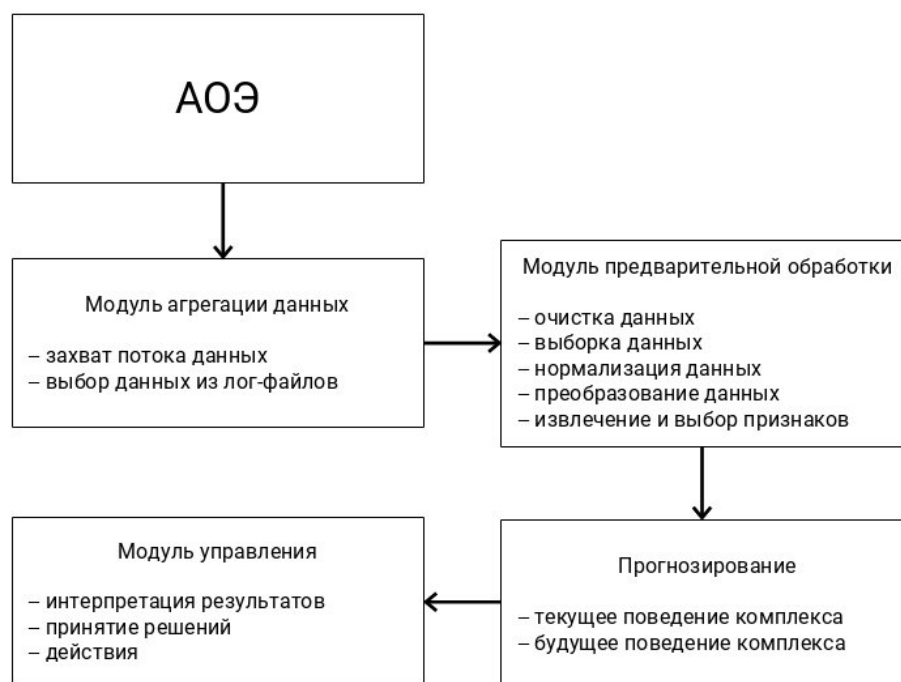 АОЭ
Модуль агрегации данных
– захват потока данных
– выбор данных из лог-файлов
Модуль предварительной обработки
– очистка данных
– выборка данных
– нормализация данных
– преобразование данных
– извлечение и выбор признаков
Прогнозирование
– текущее поведение комплекса
– будущее поведение комплекса
Модуль управления
– интерпретация результатов
– принятие решений
– действия